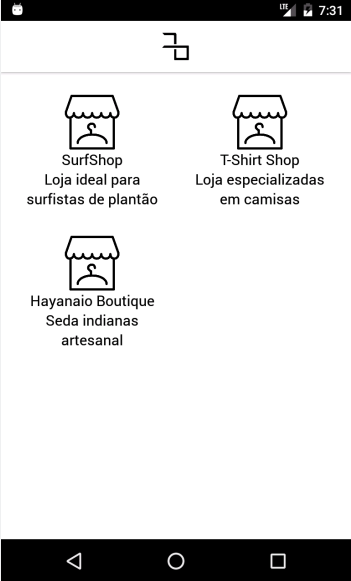 LTE 7:31
SurfShop
Loja ideal para
surfistas de plantão
T-Shirt Shop
Loja especializadas
em camisas
Hayanaio Boutique
Seda indianas
artesanal